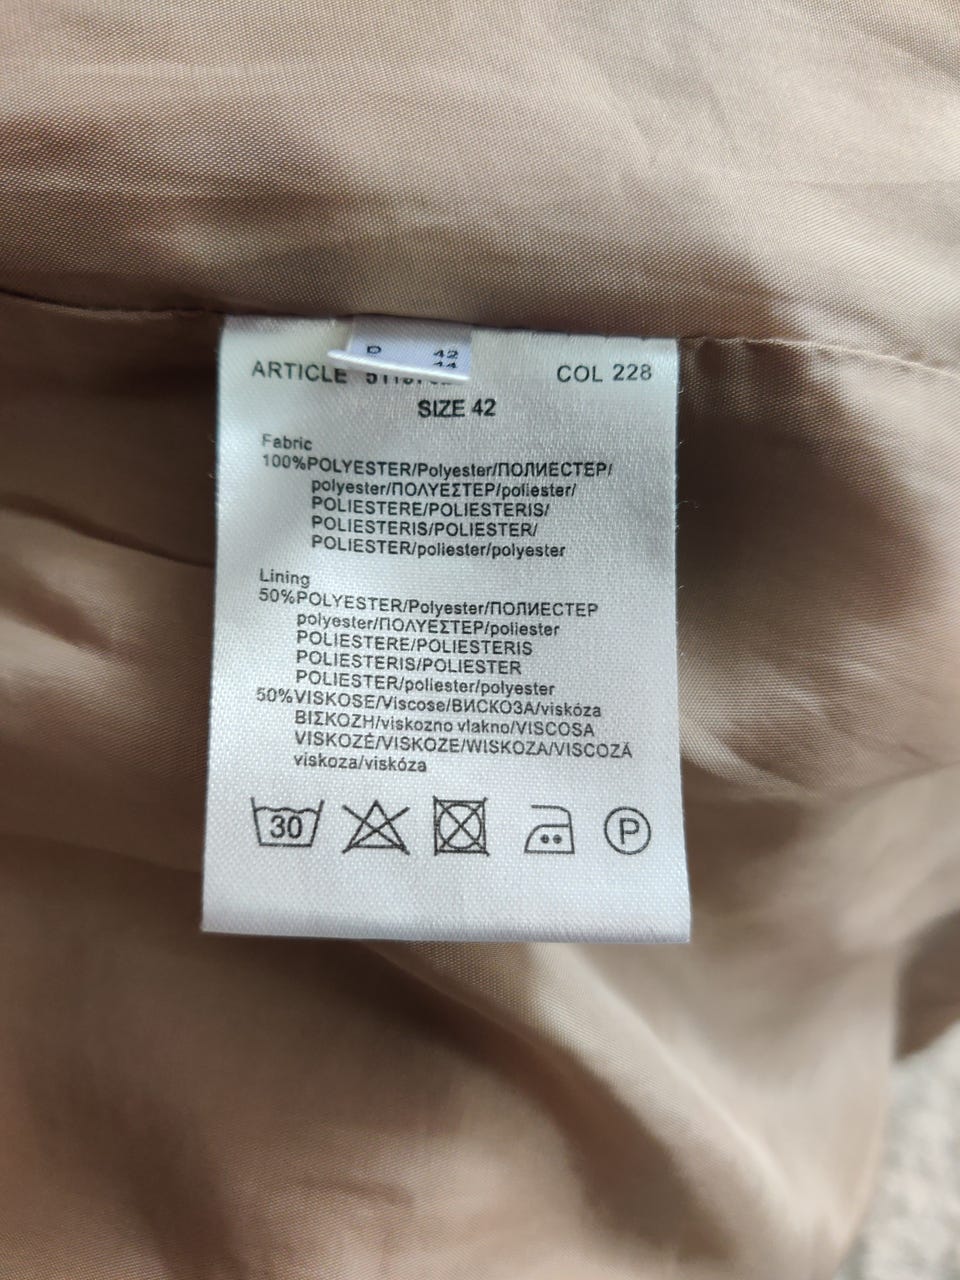 D 42
44
ARTICLE COL 228
SIZE 42
Fabric
100%POLYESTER/Polyester/ПОЛИЕСТЕР/
polyester/ΠΟΛΥΕΣΤΕΡ/poliester/
POLIESTERE/POLIESTERIS/
POLIESTERIS/POLIESTER/
POLIESTER/poliester/polyester
Lining
50%POLYESTER/Polyester/ПОЛИЕСТЕР
polyester/ΠΟΛΥΕΣΤΕΡ/poliester
POLIESTERE/POLIESTERIS
POLIESTERIS/POLIESTER
POLIESTER/poliester/polyester
50%VISKOSE/Viscose/ВИСКОЗА/viskóza
ΒΙΣΚΟΖΗ/viskozno vlakno/VISCOSA
VISKOZĖ/VISKOZE/WISKOZA/VISCOZĂ
viskoza/viskóza
30 P